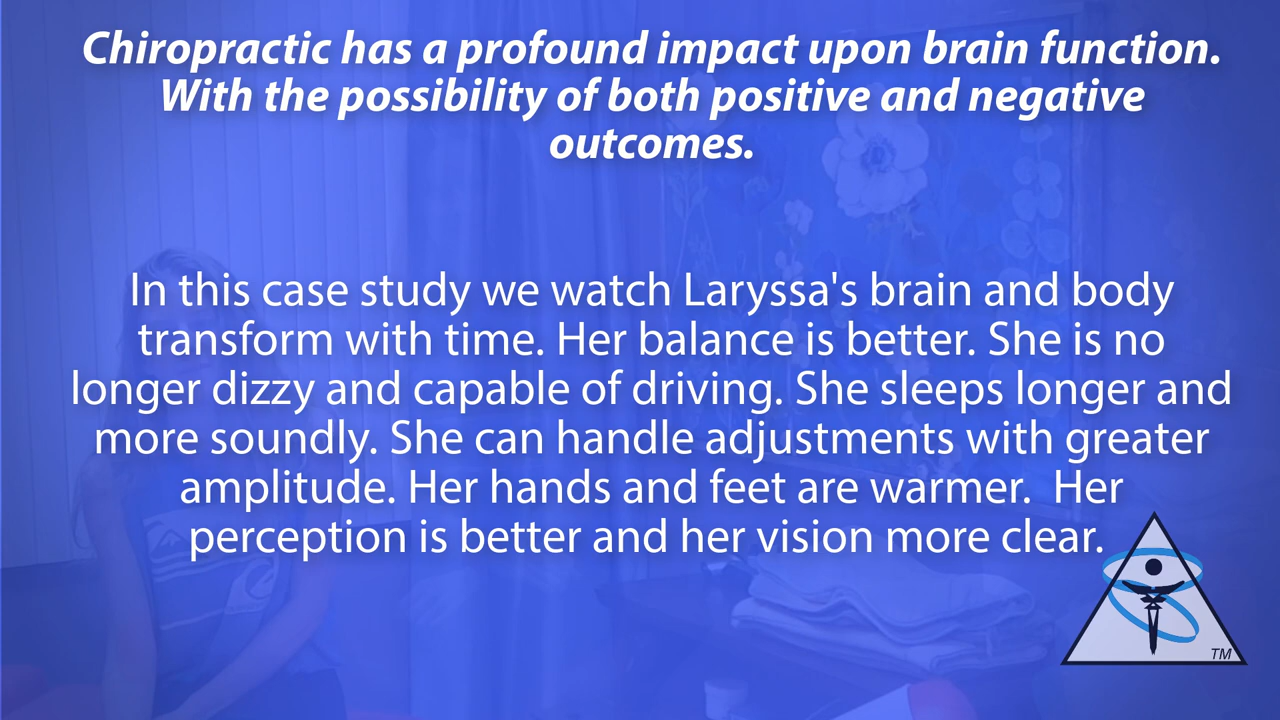 Chiropractic has a profound impact upon brain function.
With the possibility of both positive and negative
outcomes.
In this case study we watch Laryssa's brain and body
transform with time. Her balance is better. She is no
longer dizzy and capable of driving. She sleeps longer and
more soundly. She can handle adjustments with greater
amplitude. Her hands and feet are warmer.  Her
perception is better and her vision more clear.
TM